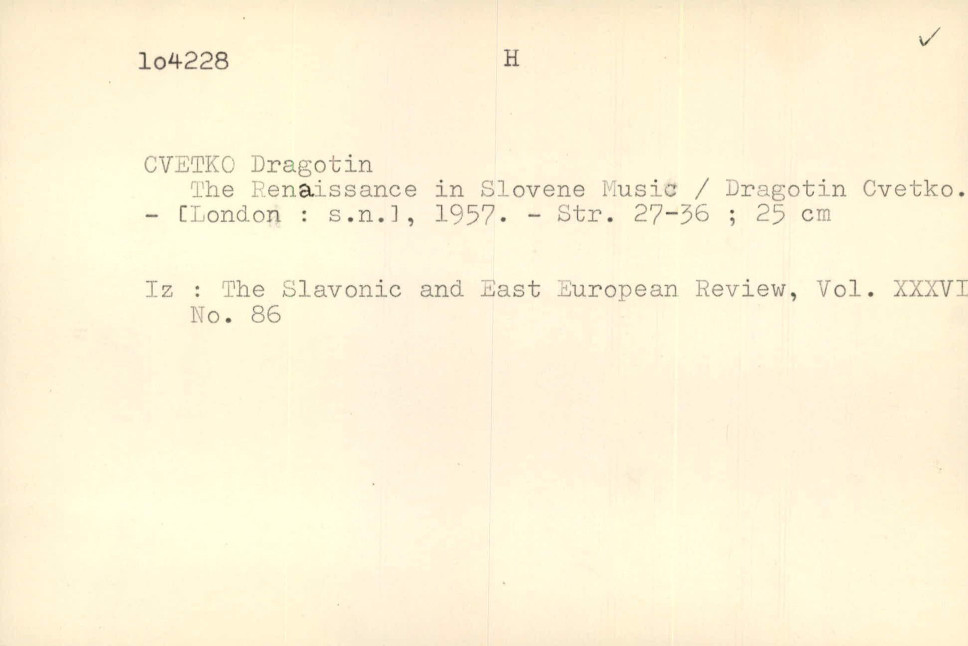 lo4228 H
CVETKO Dragotin
The Renaissance in Slovene Music / Dragotin Cvetko.
- [London : s.n.], 1957. - Str. 27-36 ; 25 cm
Iz : The Slavonic and East European Review, Vol. XXXVI
No. 86